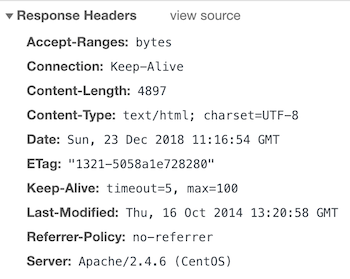 ▼ Response Headers view source
Accept-Ranges: bytes
Connection: Keep-Alive
Content-Length: 4897
Content-Type: text/html; charset=UTF-8
Date: Sun, 23 Dec 2018 11:16:54 GMT
ETag: "1321-5058a1e728280"
Keep-Alive: timeout=5, max=100
Last-Modified: Thu, 16 Oct 2014 13:20:58 GMT
Referrer-Policy: no-referrer
Server: Apache/2.4.6 (CentOS)